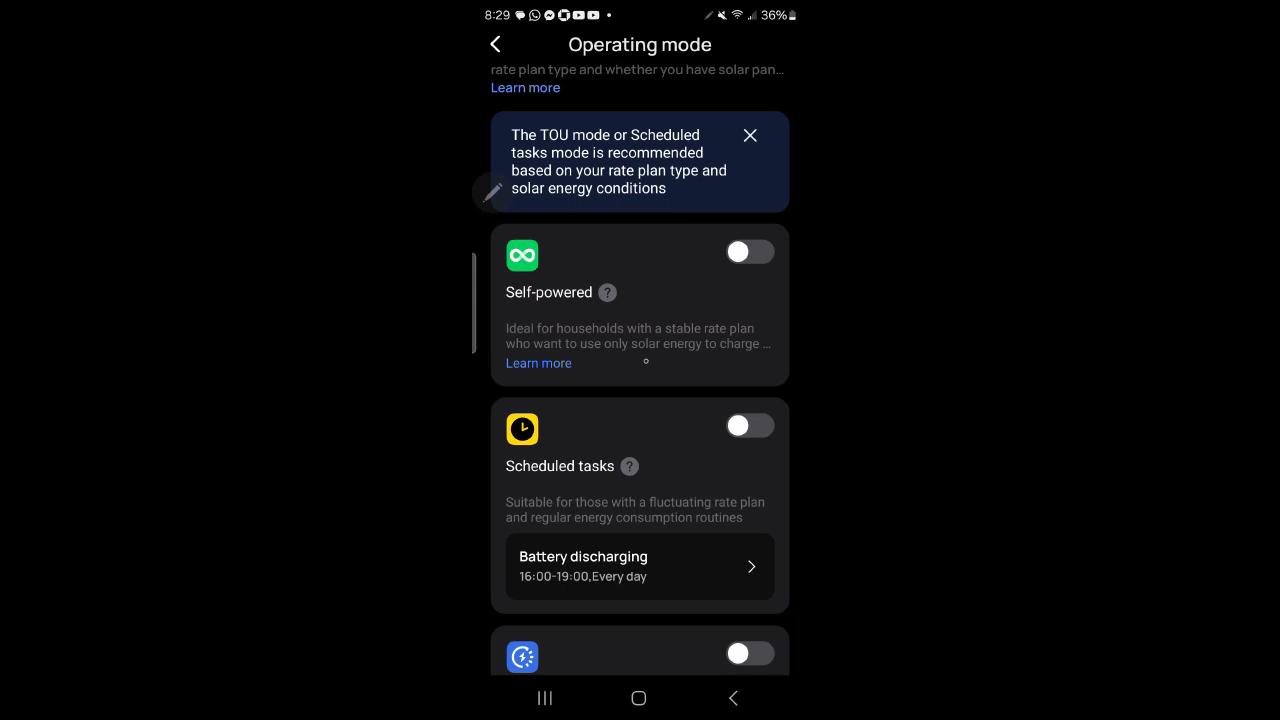 8:29
36%
Operating mode
rate plan type and whether you have solar pan...
Learn more
The TOU mode or Scheduled
tasks mode is recommended
based on your rate plan type and
solar energy conditions
Self-powered ?
Ideal for households with a stable rate plan
who want to use only solar energy to charge ...
Learn more
Scheduled tasks ?
Suitable for those with a fluctuating rate plan
and regular energy consumption routines
Battery discharging
16:00-19:00,Every day